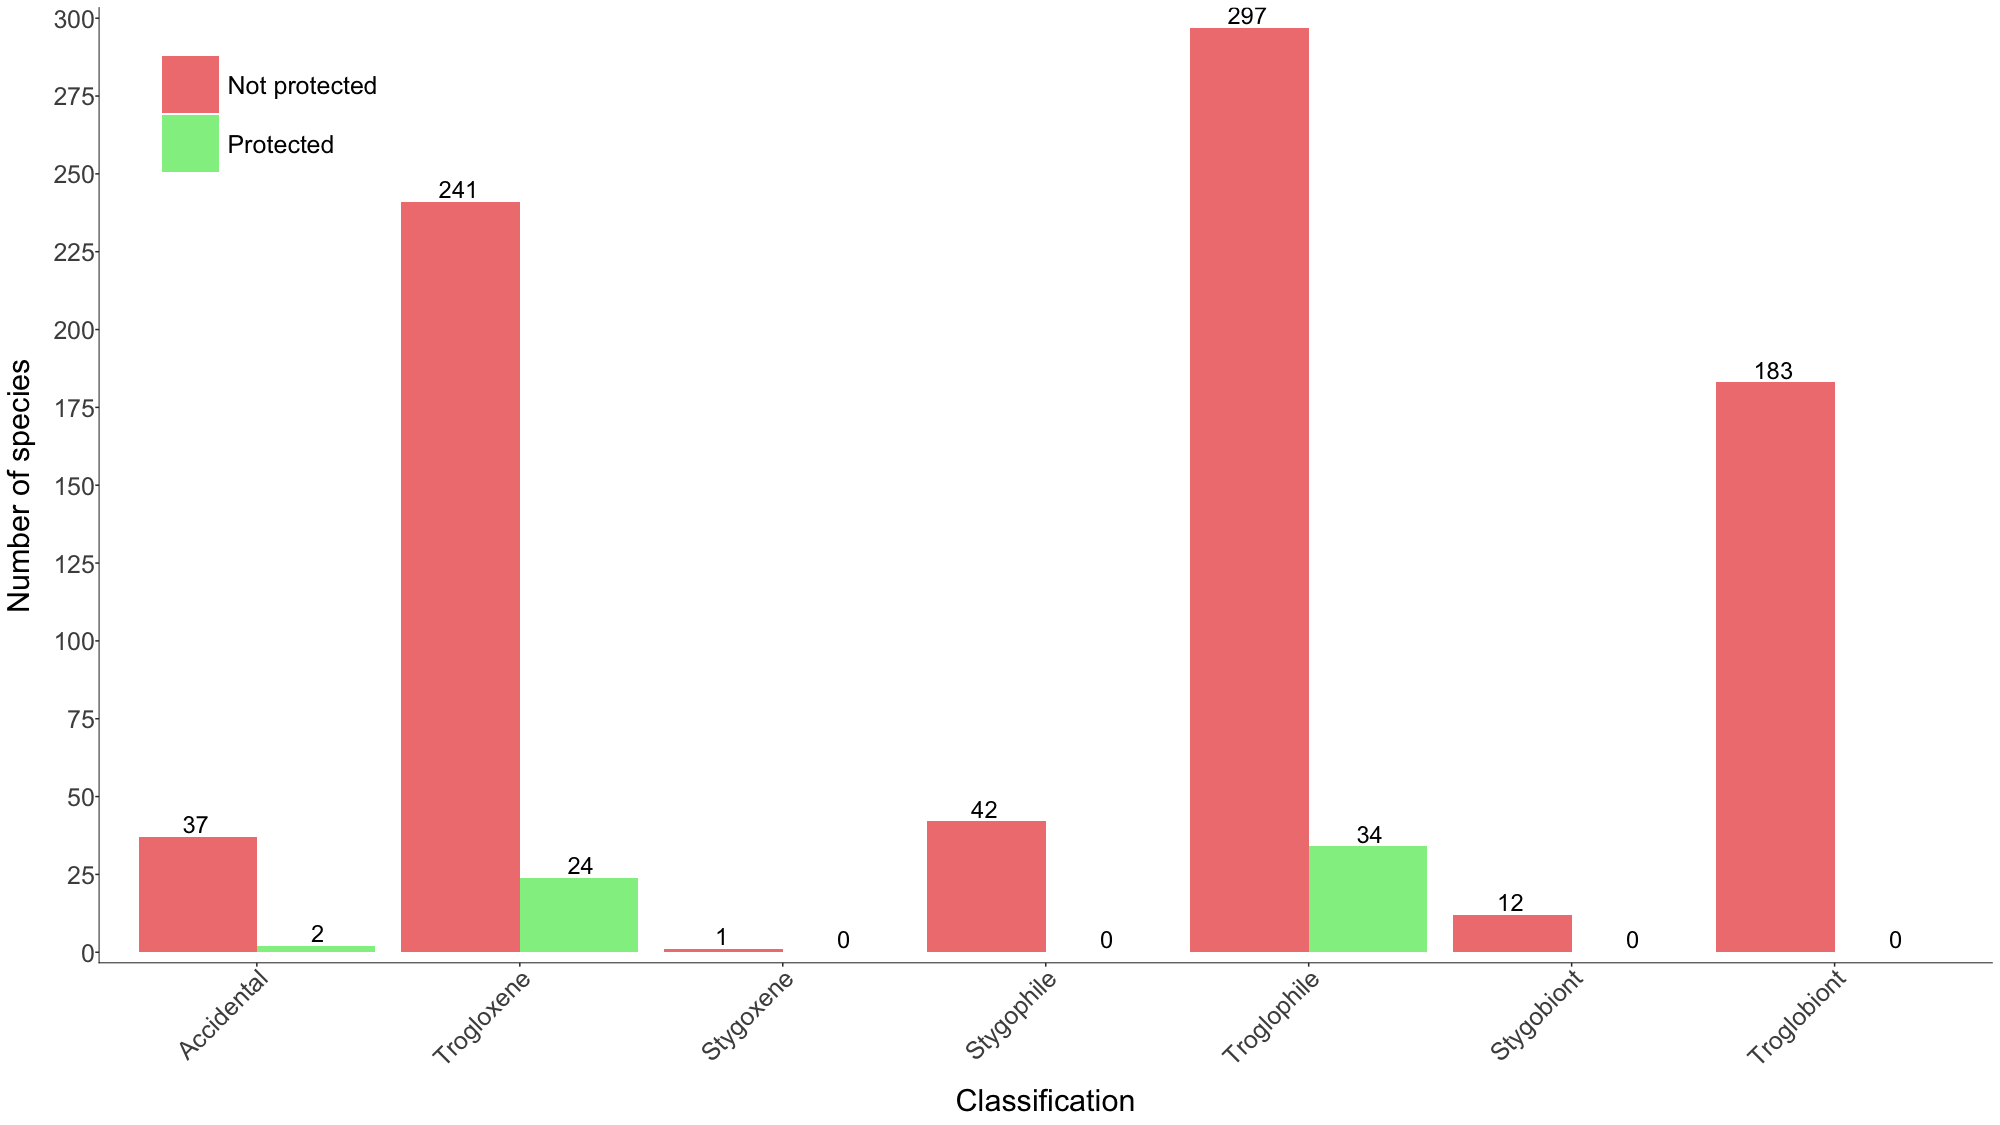 Not protected
Protected
300
275
250
225
200
175
150
125
100
75
50
25
0
Number of species
37
2
241
24
1
0
42
0
297
34
12
0
183
0
Accidental
Trogloxene
Stygoxene
Stygophile
Troglophile
Stygobiont
Troglobiont
Classification